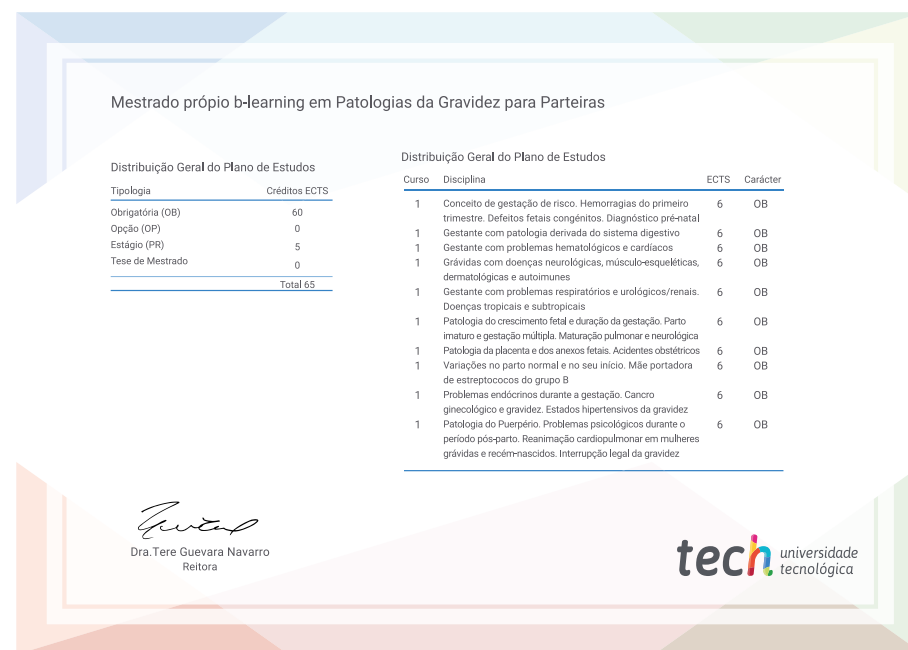 Mestrado própio b-learning em Patologias da Gravidez para Parteiras
Distribuição Geral do Plano de Estudos
Tipologia Créditos ECTS
Obrigatória (OB) 60
Opção (OP) 0
Estágio (PR) 5
Tese de Mestrado 0
Total 65
Distribuição Geral do Plano de Estudos
Curso Disciplina ECTS Carácter
1 Conceito de gestação de risco. Hemorragias do primeiro 6 OB
trimestre. Defeitos fetais congénitos. Diagnóstico pré-natal
1 Gestante com patologia derivada do sistema digestivo 6 OB
1 Gestante com problemas hematológicos e cardíacos 6 OB
1 Grávidas com doenças neurológicas, músculo-esqueléticas, 6 OB
dermatológicas e autoimunes
1 Gestante com problemas respiratórios e urológicos/renais. 6 OB
Doenças tropicais e subtropicais
1 Patologia do crescimento fetal e duração da gestação. Parto 6 OB
imaturo e gestação múltipla. Maturação pulmonar e neurológica
1 Patologia da placenta e dos anexos fetais. Acidentes obstétricos 6 OB
1 Variações no parto normal e no seu início. Mãe portadora 6 OB
de estreptococos do grupo B
1 Problemas endócrinos durante a gestação. Cancro 6 OB
ginecológico e gravidez. Estados hipertensivos da gravidez
1 Patologia do Puerpério. Problemas psicológicos durante o 6 OB
período pós-parto. Reanimação cardiopulmonar em mulheres
grávidas e recém-nascidos. Interrupção legal da gravidez
Dra.Tere Guevara Navarro
Reitora
tech universidade
tecnológica